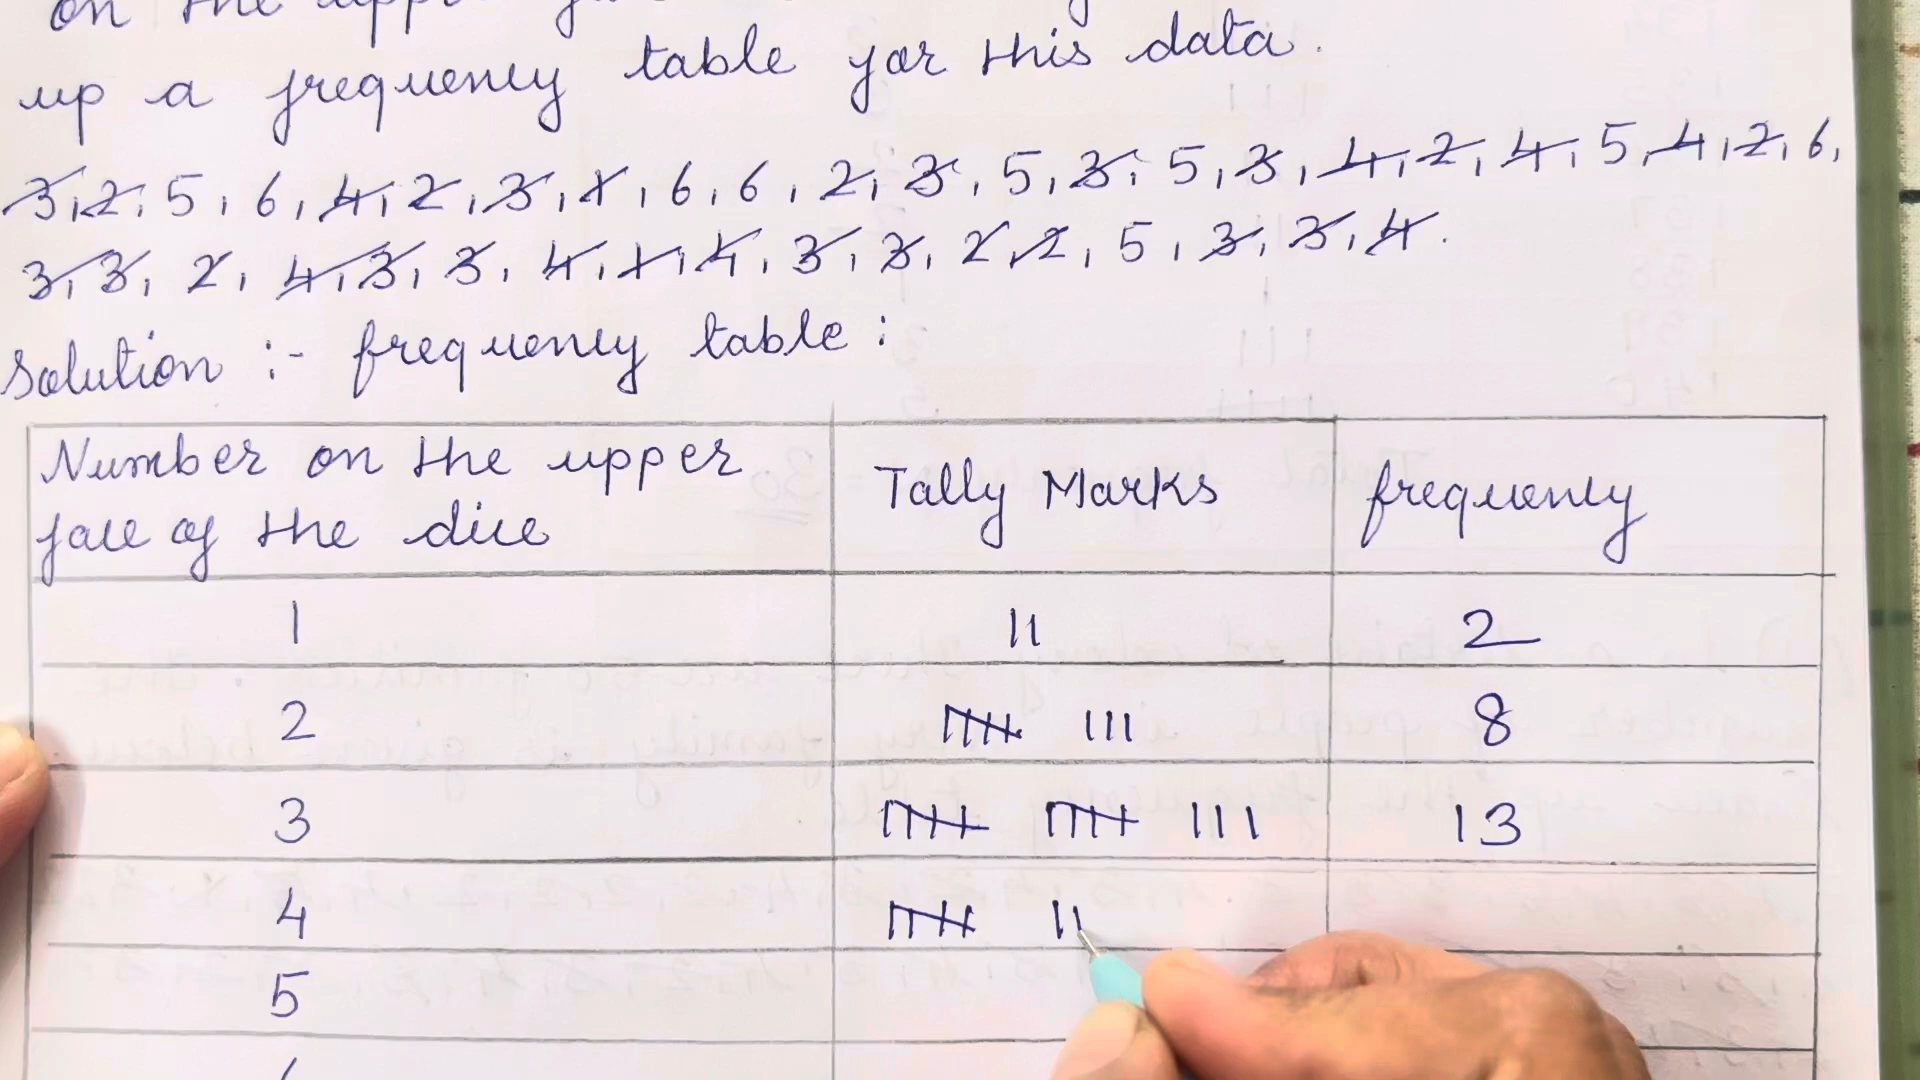 on the upper
up a frequency table for this data.
3, 2, 5, 6, 4, 2, 3, 1, 6, 6, 2, 3, 5, 3, 5, 3, 4, 2, 4, 5, 4, 2, 6,
3, 3, 2, 4, 3, 3, 4, 1, 4, 3, 3, 2, 2, 5, 3, 3, 4.
Solution :- frequency table :
Number on the upper face of the dice
Tally Marks
frequency
1 || 2
2 |||| ||| 8
3 |||| |||| ||| 13
4 |||| ||
5